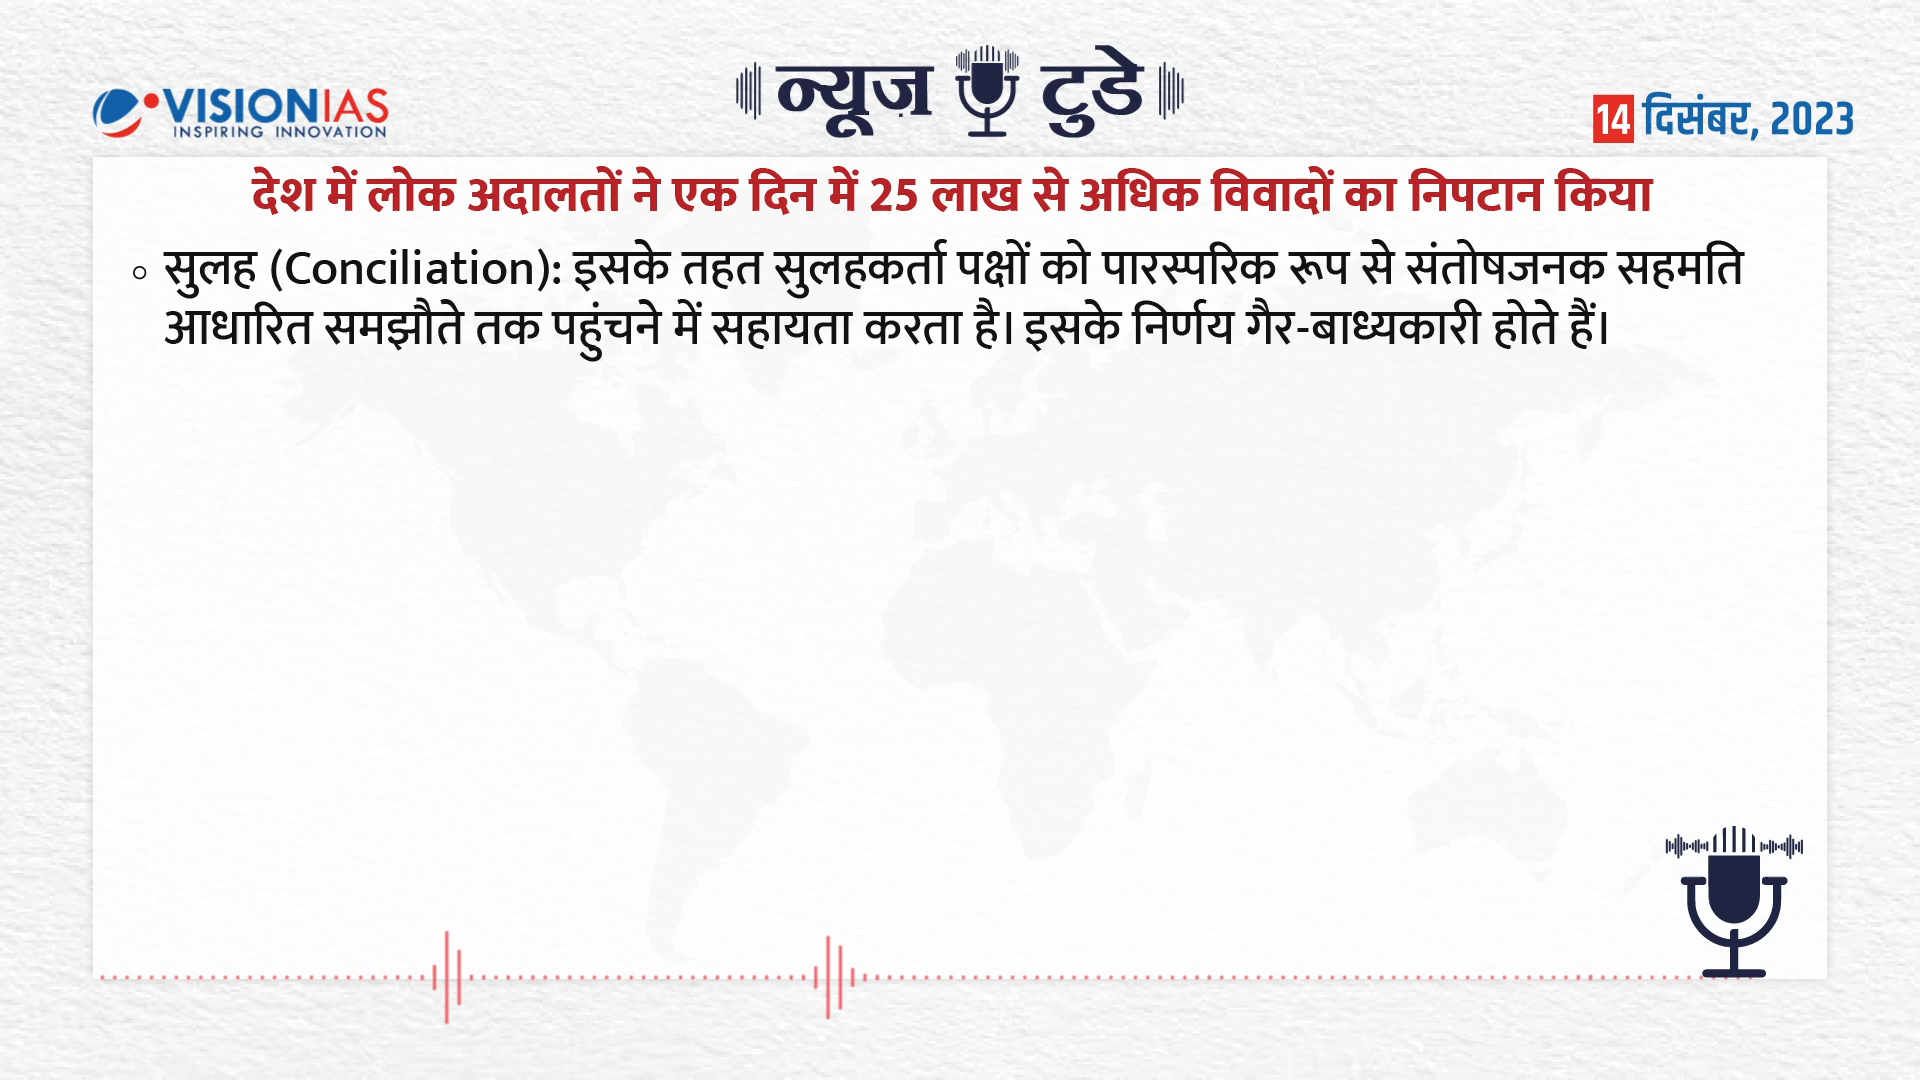 VISIONIAS
INSPIRING INNOVATION
न्यूज़ टुडे
14 दिसंबर, 2023
देश में लोक अदालतों ने एक दिन में 25 लाख से अधिक विवादों का निपटान किया
सुलह (Conciliation): इसके तहत सुलहकर्ता पक्षों को पारस्परिक रूप से संतोषजनक सहमति
आधारित समझौते तक पहुंचने में सहायता करता है। इसके निर्णय गैर-बाध्यकारी होते हैं।